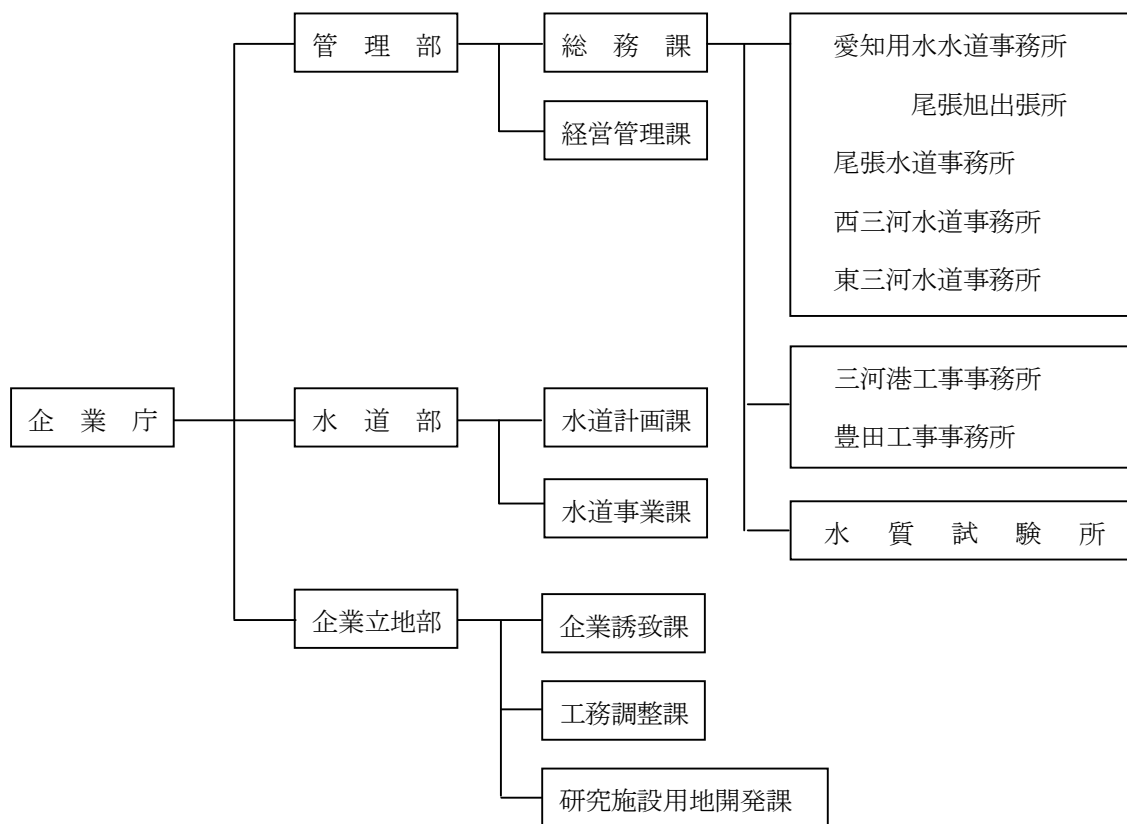 管理部
総務課
愛知用水水道事務所
尾張旭出張所
経営管理課
尾張水道事務所
西三河水道事務所
東三河水道事務所
三河港工事事務所
企業庁
水道部
水道計画課
豊田工事事務所
水道事業課
水質試験所
企業立地部
企業誘致課
工務調整課
研究施設用地開発課